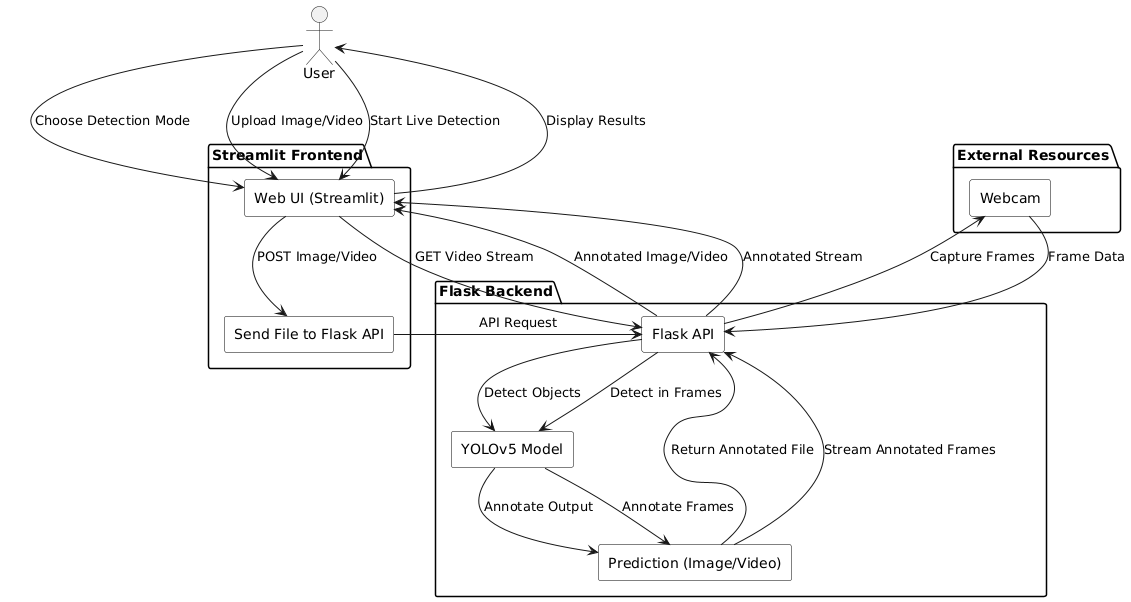 User
Choose Detection Mode
Upload Image/Video
Start Live Detection
Display Results
Streamlit Frontend
External Resources
Web UI (Streamlit)
Webcam
POST Image/Video
GET Video Stream
Annotated Image/Video
Annotated Stream
Capture Frames
Frame Data
Flask Backend
Send File to Flask API
API Request
Flask API
Detect Objects
Detect in Frames
YOLOv5 Model
Return Annotated File
Stream Annotated Frames
Annotate Output
Annotate Frames
Prediction (Image/Video)